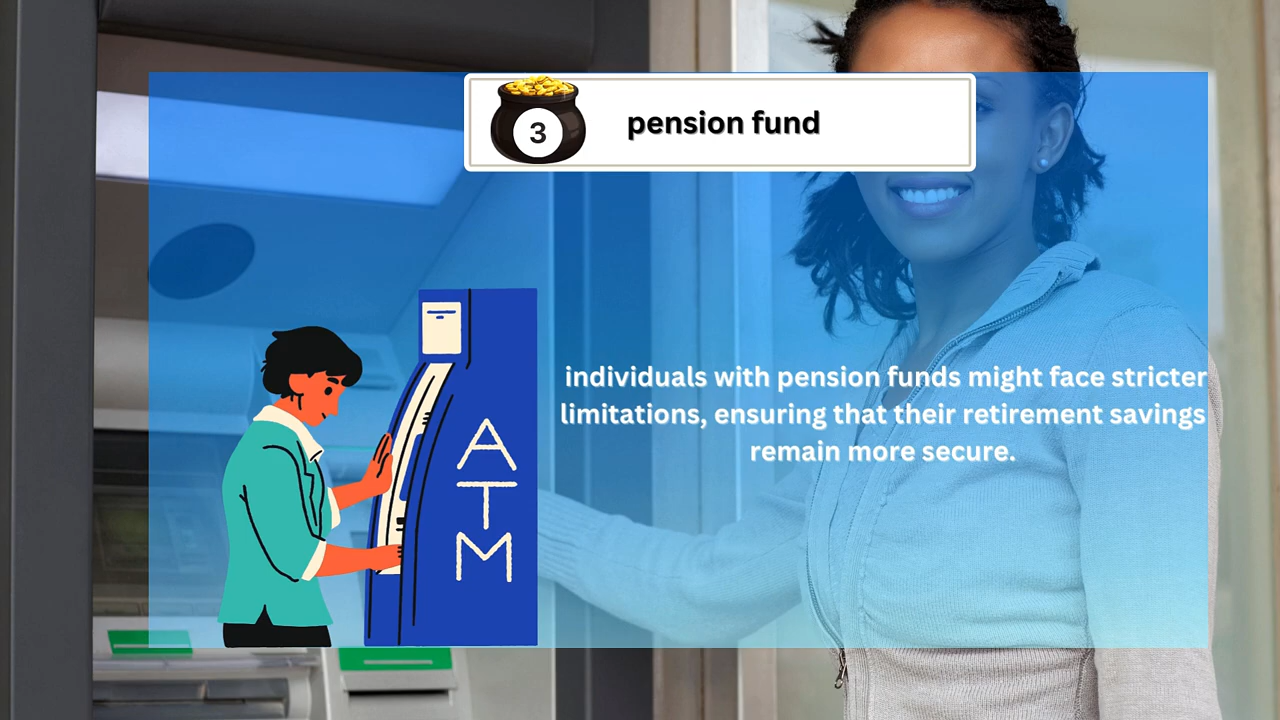 3
pension fund
individuals with pension funds might face stricter
limitations, ensuring that their retirement savings
remain more secure.
A
T
M